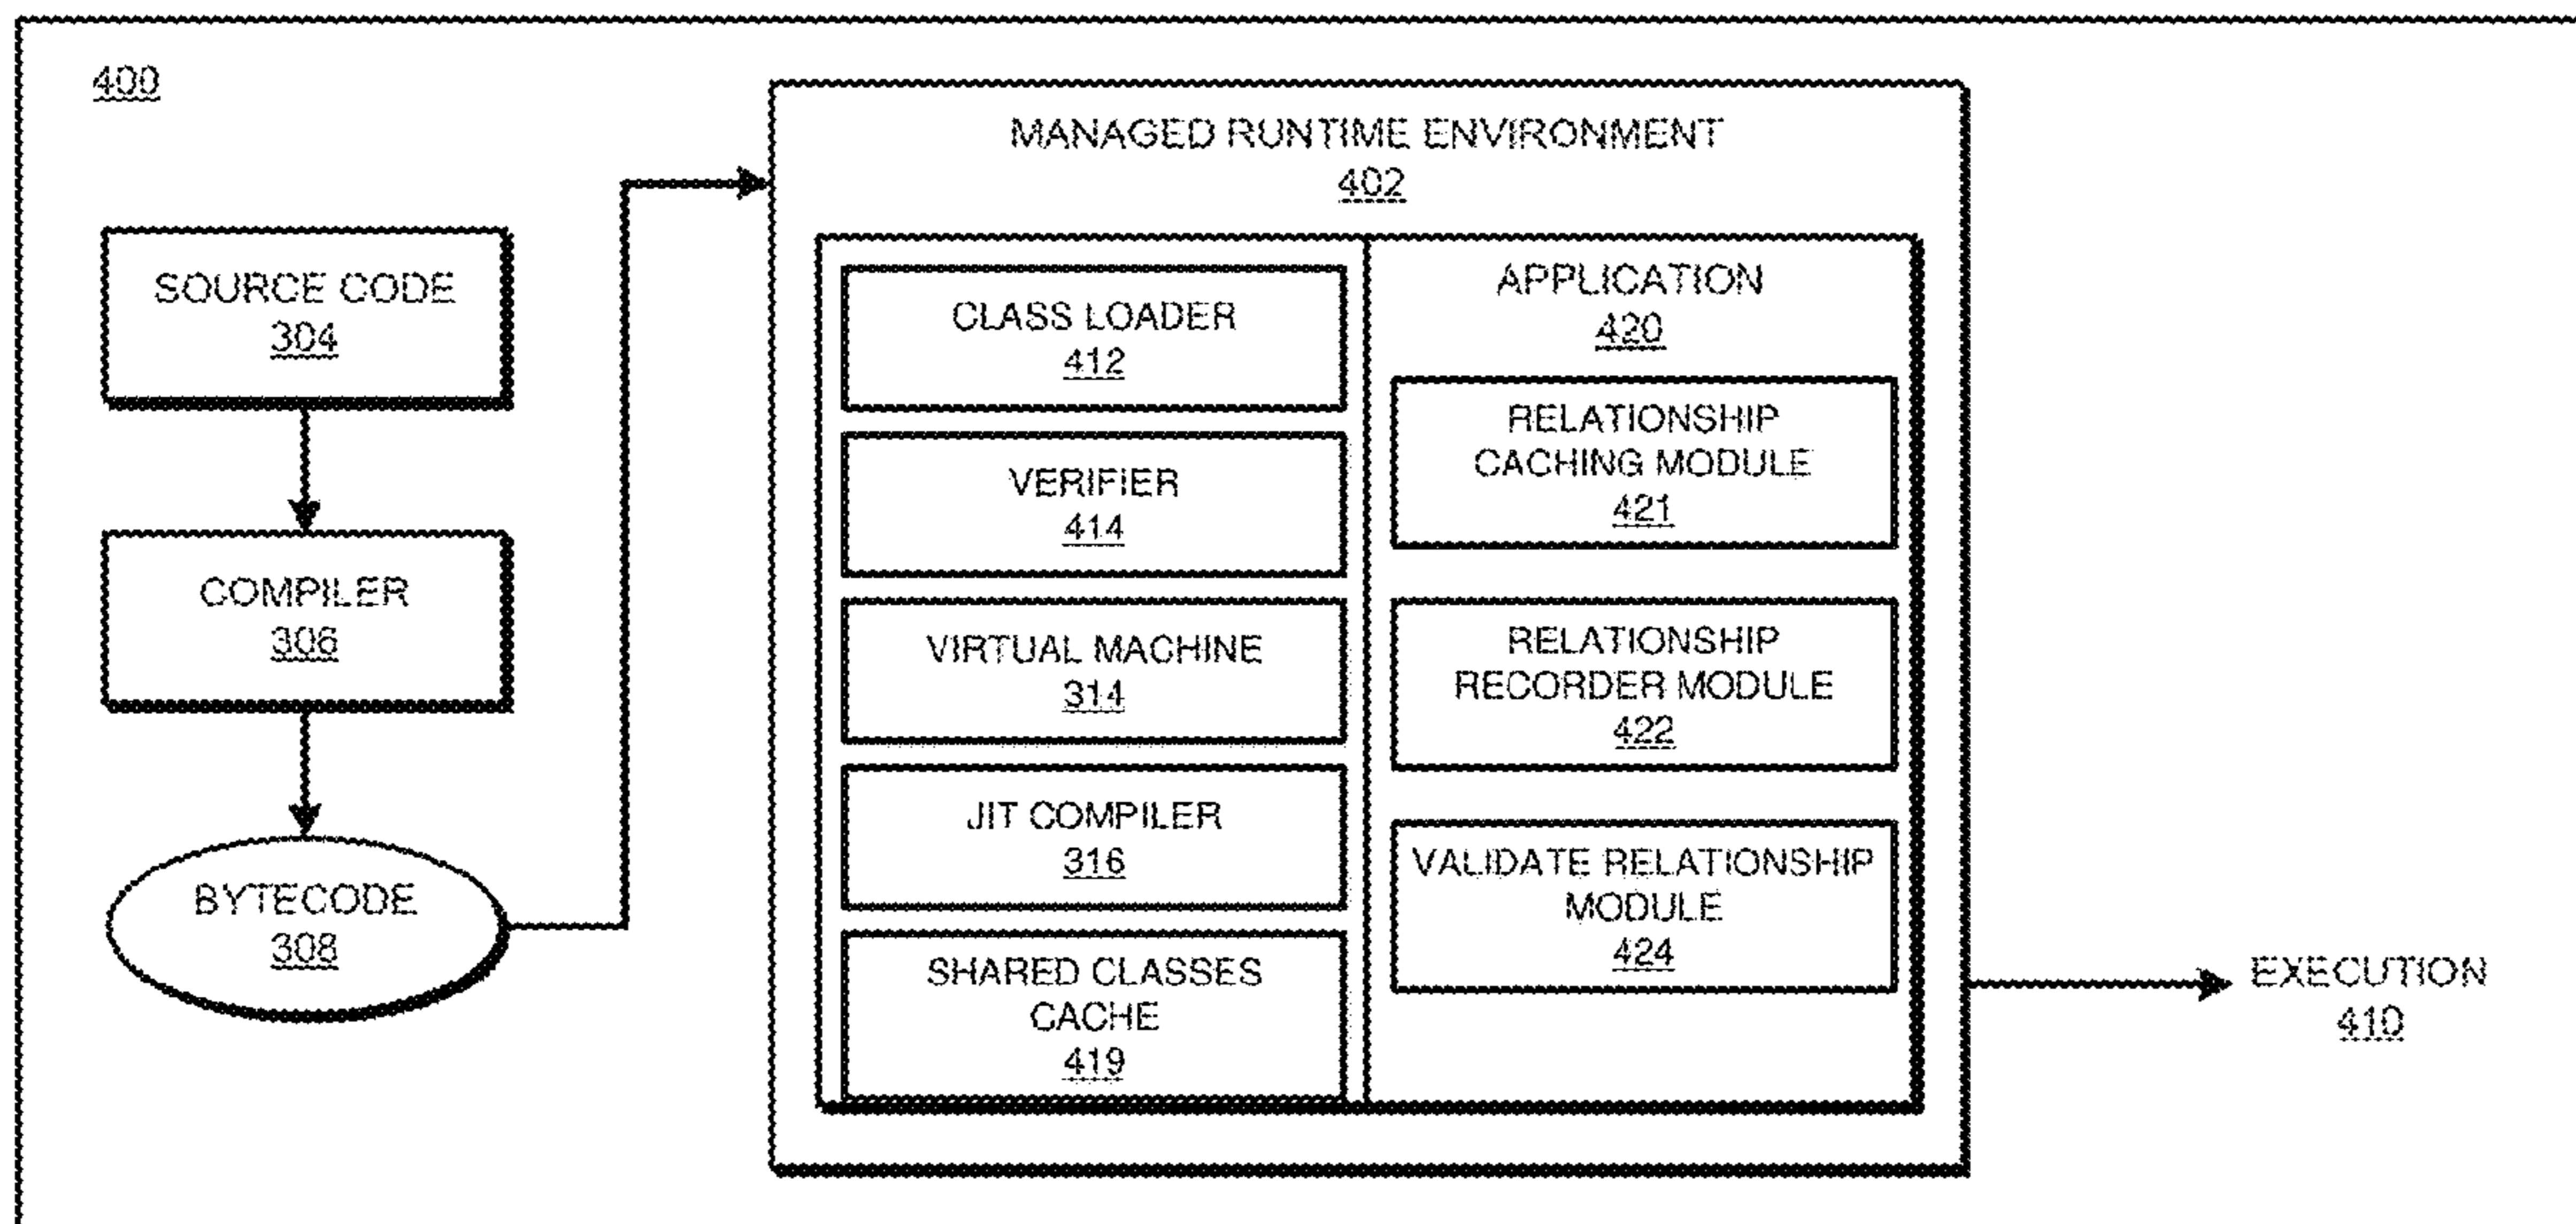 400
SOURCE CODE
304
COMPILER
306
BYTECODE
308
MANAGED RUNTIME ENVIRONMENT
402
CLASS LOADER
412
VERIFIER
414
VIRTUAL MACHINE
314
JIT COMPILER
316
SHARED CLASSES
CACHE
419
APPLICATION
420
RELATIONSHIP
CACHING MODULE
421
RELATIONSHIP
RECORDER MODULE
422
VALIDATE RELATIONSHIP
MODULE
424
EXECUTION
410